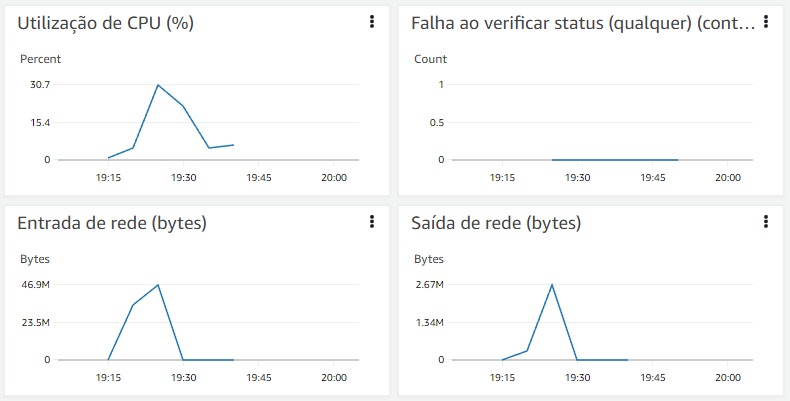 Utilização de CPU (%)
Percent
30.7
15.4
0
19:15 19:30 19:45 20:00
Falha ao verificar status (qualquer) (cont…
Count
1
0.5
0
19:15 19:30 19:45 20:00
Entrada de rede (bytes)
Bytes
46.9M
23.5M
0
19:15 19:30 19:45 20:00
Saída de rede (bytes)
Bytes
2.67M
1.34M
0
19:15 19:30 19:45 20:00